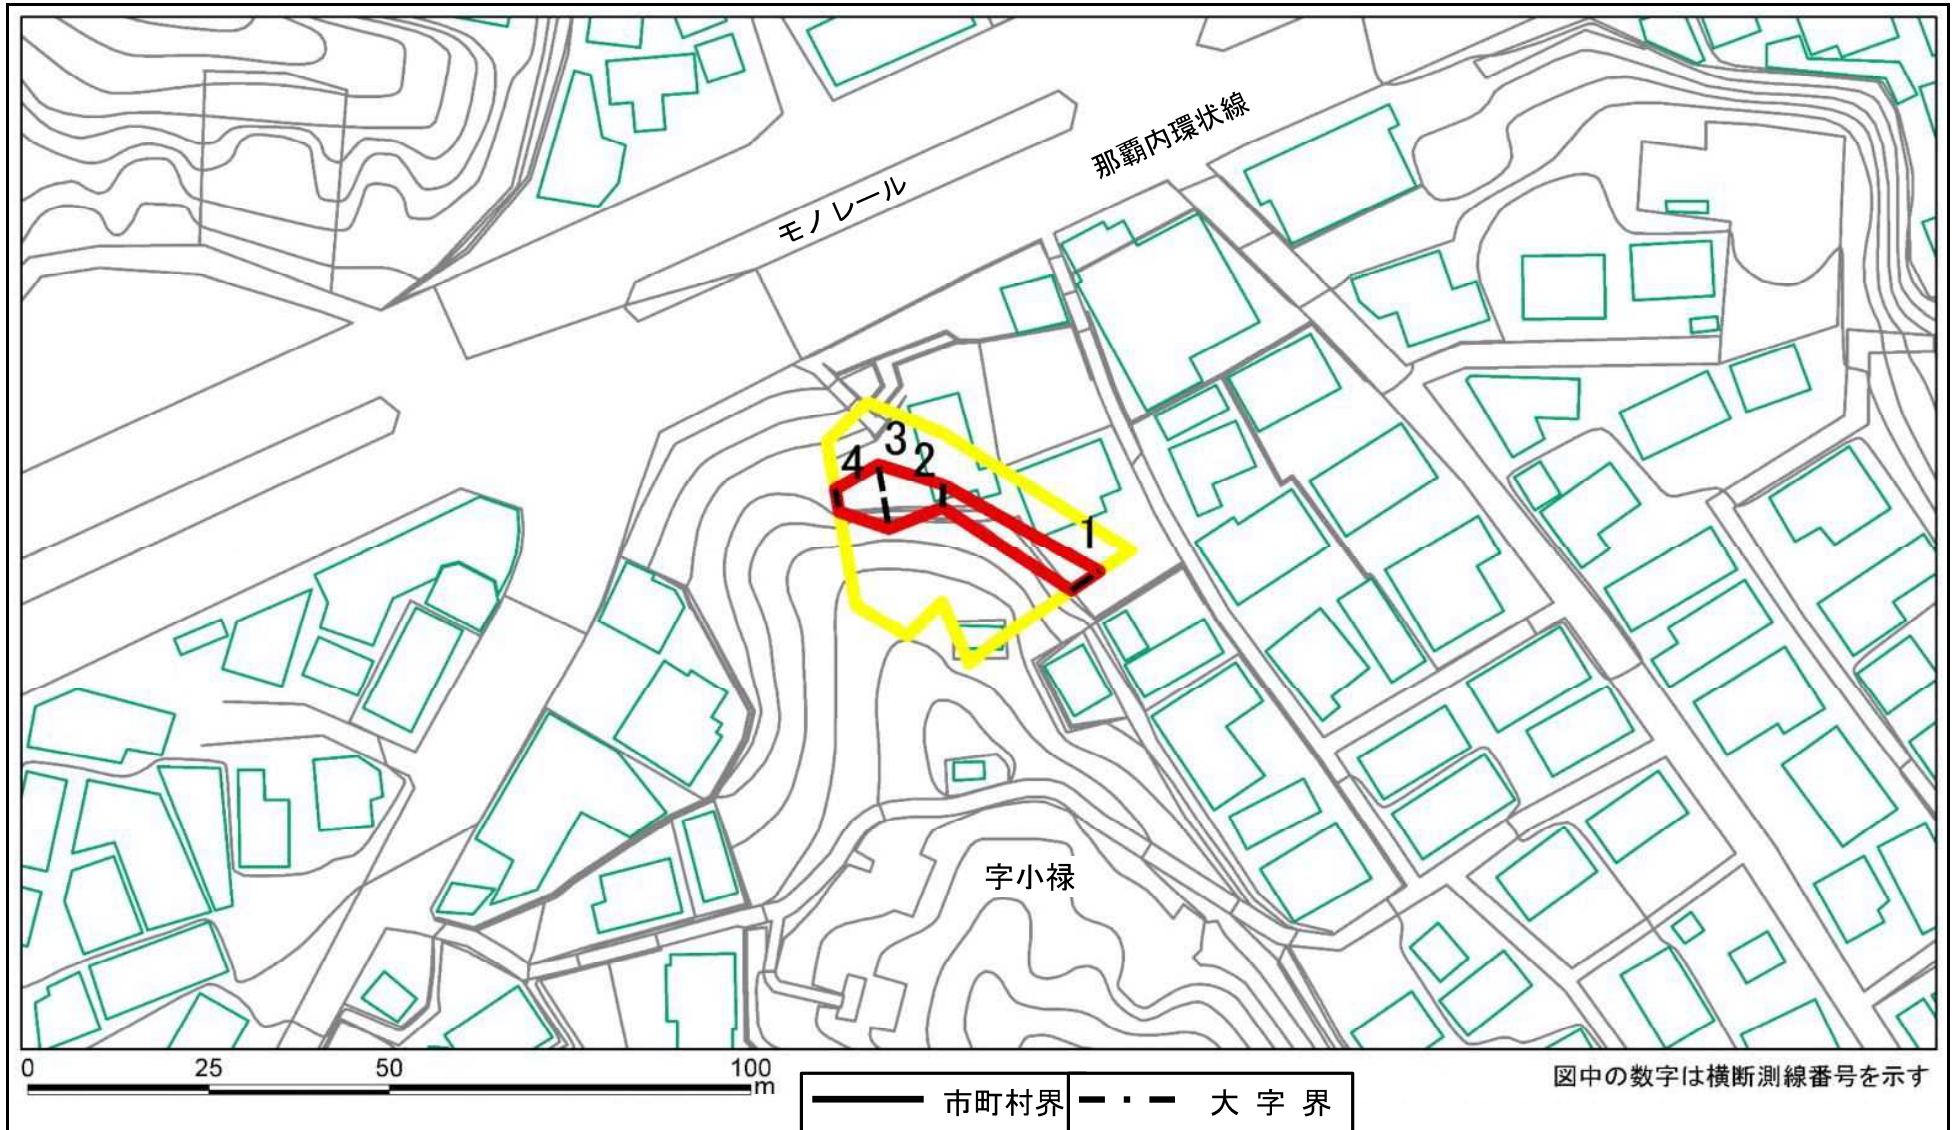 那覇内環状線
モノレール
3
4
2
1
字小禄
0 25 50 100
m
図中の数字は横断測線番号を示す
市町村界 大 字 界